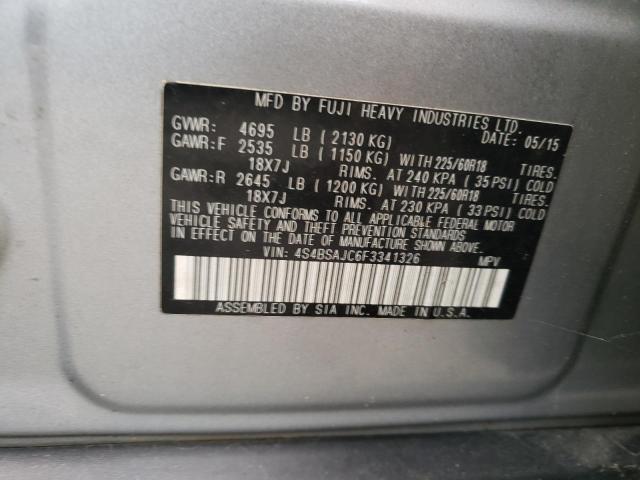 MFD BY FUJI HEAVY INDUSTRIES LTD.
GVWR: 4695 LB ( 2130 KG) DATE: 05/15
GAWR:F 2535 LB ( 1150 KG) WITH 225/60R18 TIRES.
18X7J RIMS. AT 240 KPA ( 35 PSI) COLD
GAWR:R 2645 LB ( 1200 KG) WITH 225/60R18 TIRES.
18X7J RIMS. AT 230 KPA ( 33 PSI) COLD
THIS VEHICLE CONFORMS TO ALL APPLICABLE FEDERAL MOTOR
VEHICLE SAFETY AND THEFT PREVENTION STANDARDS
IN EFFECT ON THE DATE OF MANUFACTURE SHOWN ABOVE.
VIN: 4S4BSAJC6F3341326 MPV
ASSEMBLED BY SIA INC. MADE IN U.S.A.